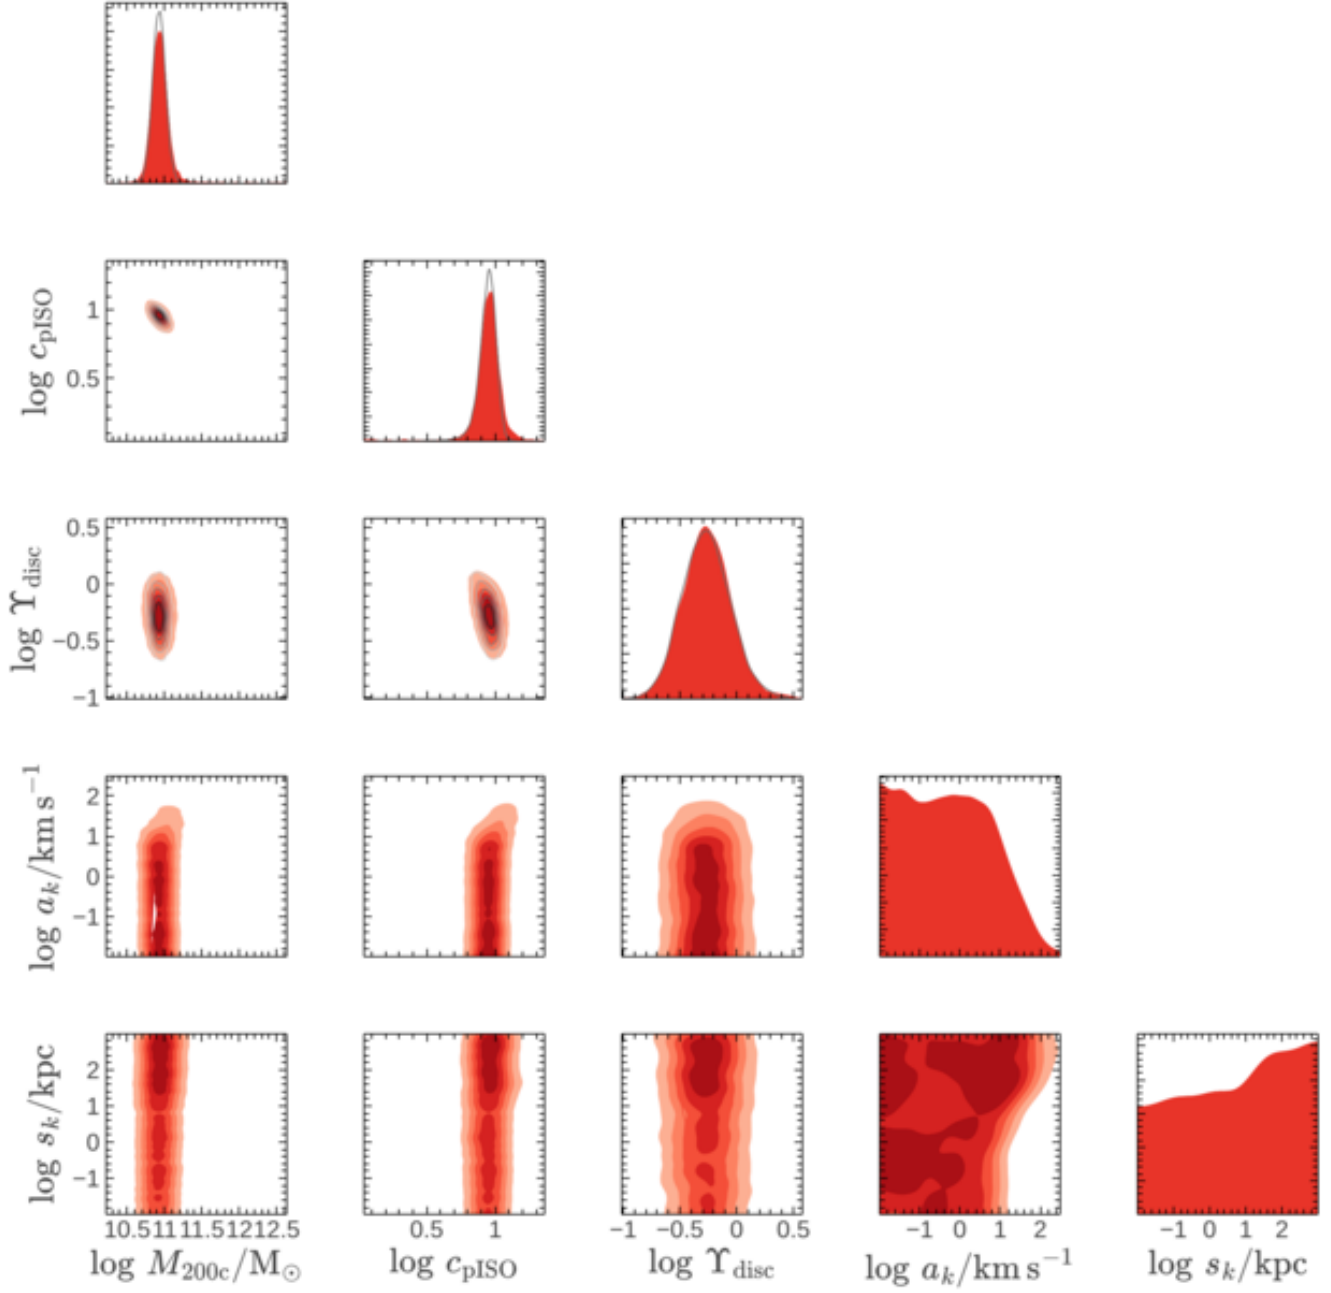 log c_pISO
1
0.5
log ϒ_disc
0.5
0
−0.5
−1
log a_k/km s⁻¹
2
1
0
−1
log s_k/kpc
2
1
0
−1
10.5 11 11.5 12 12.5
0.5 1
−1 −0.5 0 0.5
−1 0 1 2
−1 0 1 2
log M_200c/M_⊙
log c_pISO
log ϒ_disc
log a_k/km s⁻¹
log s_k/kpc